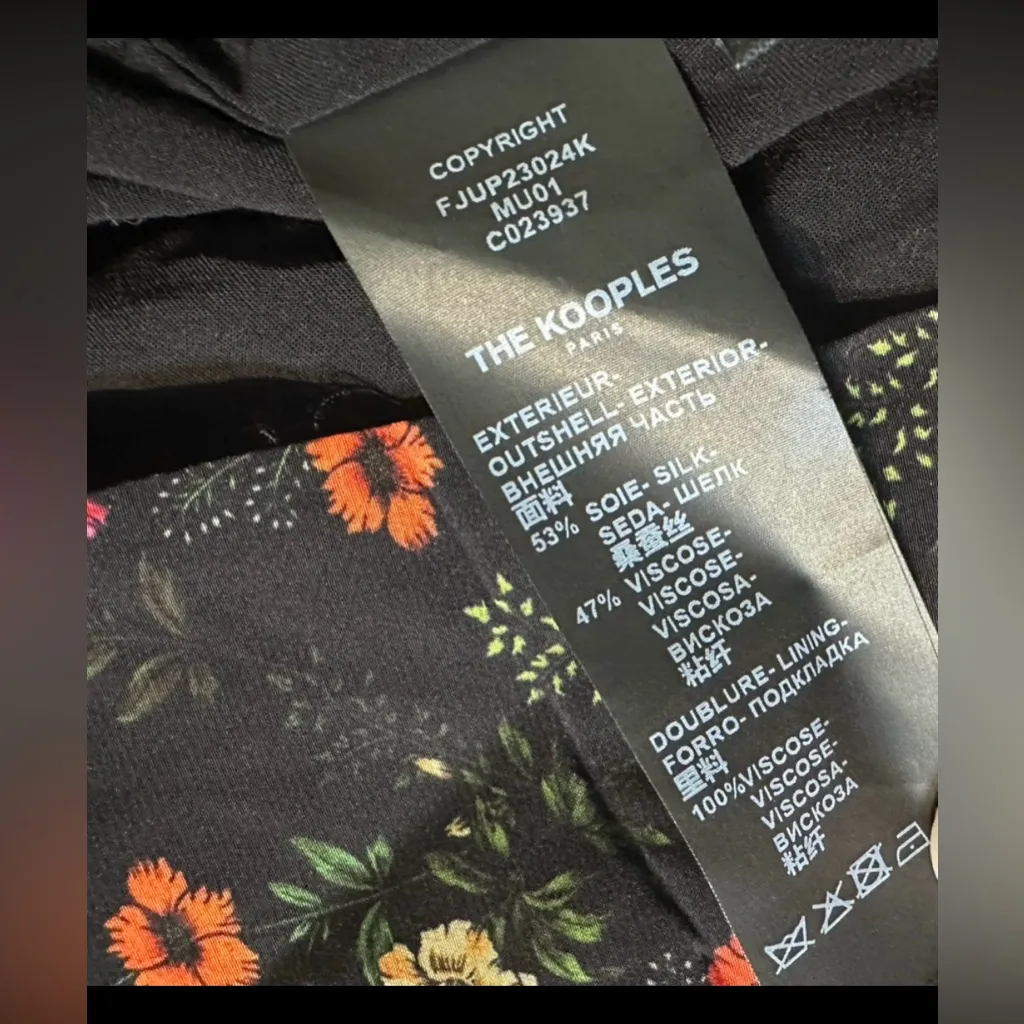 COPYRIGHT
FJUP23024K
MU01
C023937
THE KOOPLES
PARIS
EXTERIEUR-
OUTSHELL- EXTERIOR-
ВНЕШНЯЯ ЧАСТЬ
面料
53% SOIE- SILK-
SEDA- ШЕЛК
桑蚕丝
47% VISCOSE-
VISCOSE-
VISCOSA-
ВИСКОЗА
粘纤
DOUBLURE- LINING-
FORRO- ПОДКЛАДКА
里料
100%VISCOSE-
VISCOSE-
VISCOSA-
ВИСКОЗА
粘纤